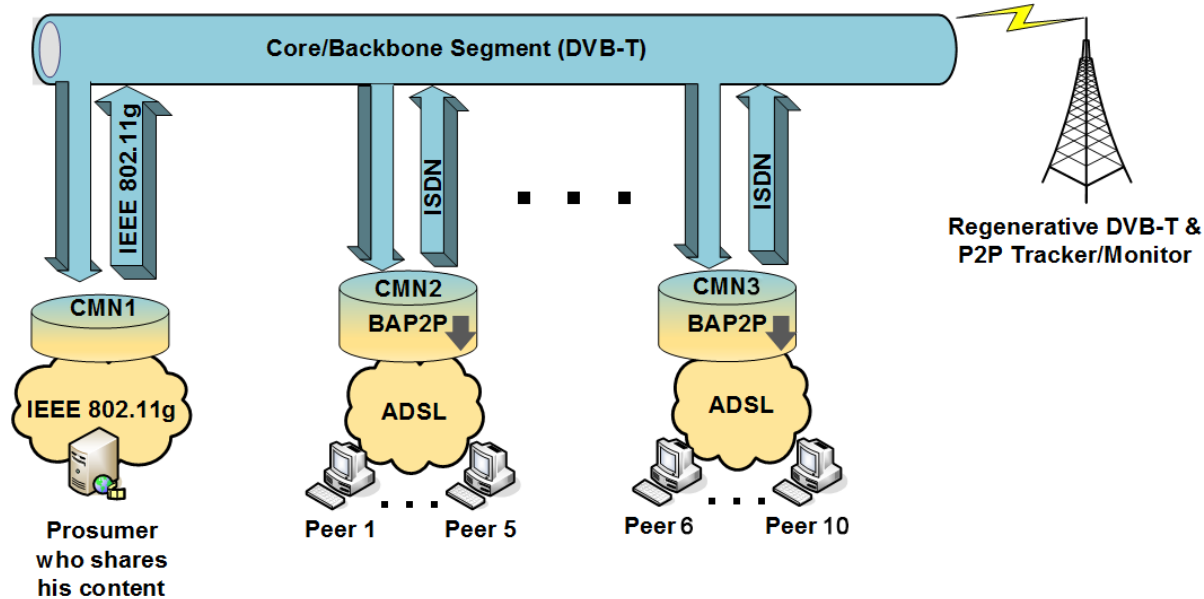 Core/Backbone Segment (DVB-T)
IEEE 802.11g
ISDN
ISDN
Regenerative DVB-T &
P2P Tracker/Monitor
CMN1
CMN2
BAP2P
CMN3
BAP2P
IEEE 802.11g
ADSL
ADSL
Peer 1
Peer 5
Peer 6
Peer 10
Prosumer
who shares
his content